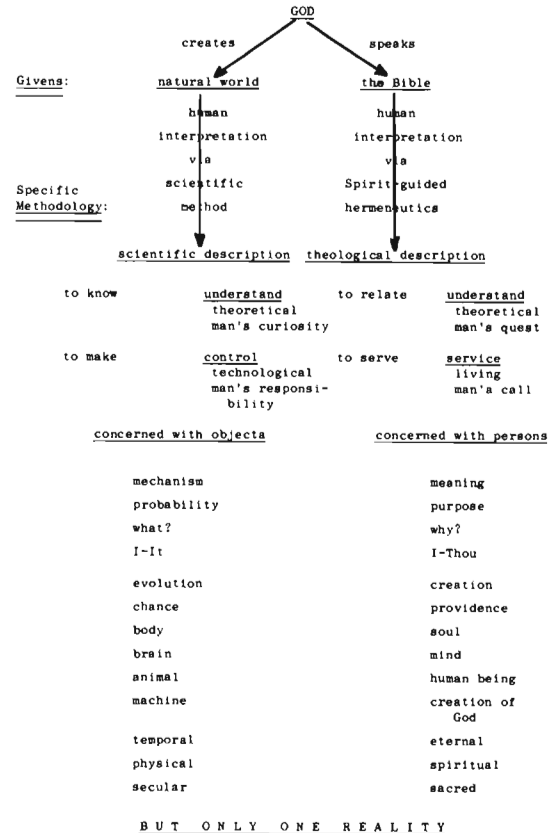 GOD
creates speaks
Givens: natural world the Bible
human human
interpretation interpretation
via via
Specific scientific Spirit-guided
Methodology: method hermeneutics
scientific description theological description
to know understand to relate understand
theoretical theoretical
man's curiosity man's quest
to make control to serve service
technological living
man's responsi- man'a call
bility
concerned with objecta concerned with persons
mechanism meaning
probability purpose
what? why?
I-It I-Thou
evolution creation
chance providence
body soul
brain mind
animal human being
machine creation of
God
temporal eternal
physical spiritual
secular sacred
BUT ONLY ONE REALITY